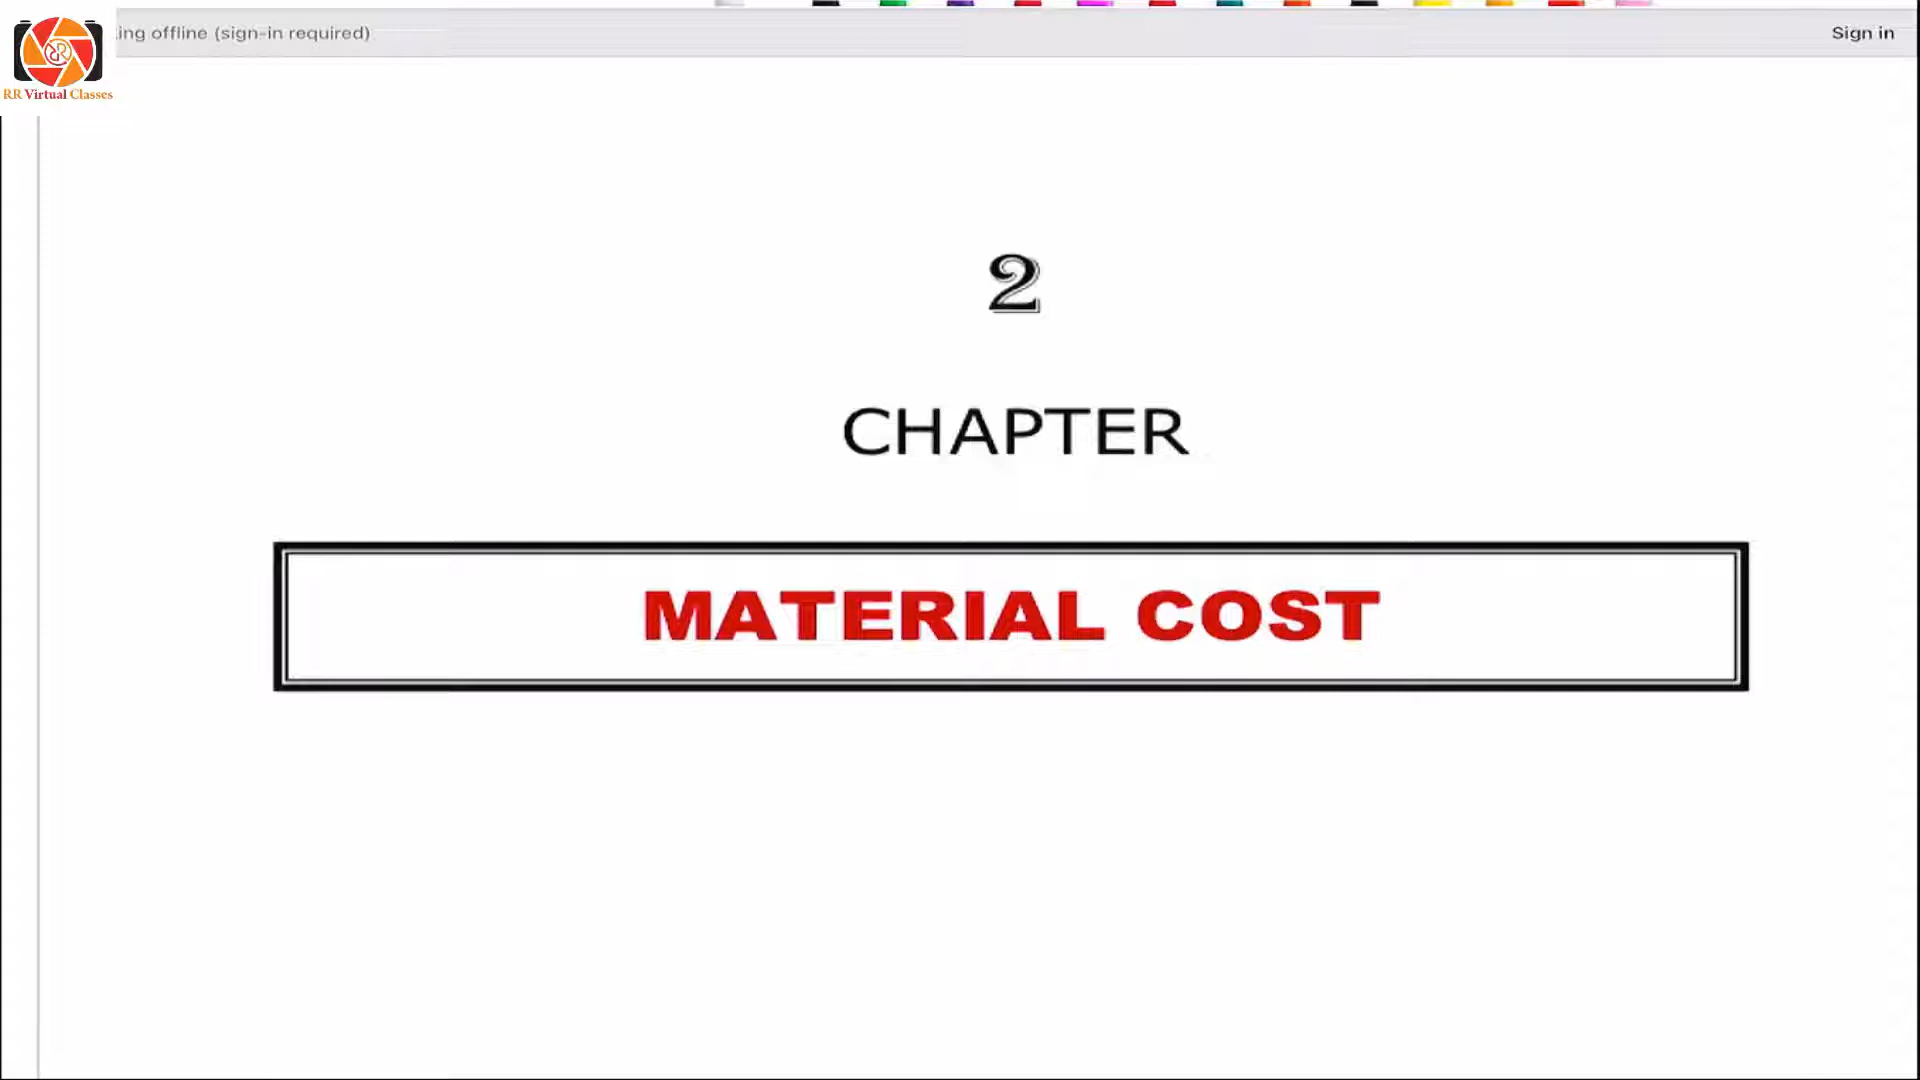 ing offline (sign-in required)
Sign in
RR Virtual Classes
2
CHAPTER
MATERIAL COST